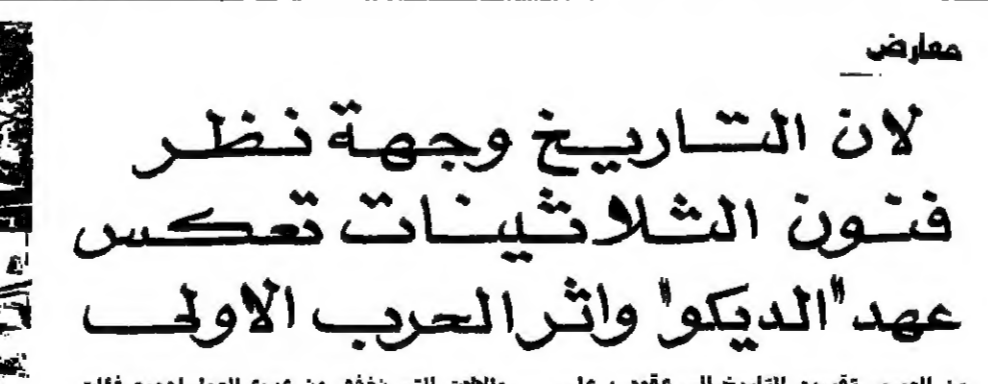 معارض
لان التاريخ وجهة نظر
فنون الثلاثينات تعكس
عهد "الديكو" واثر الحرب الاولى